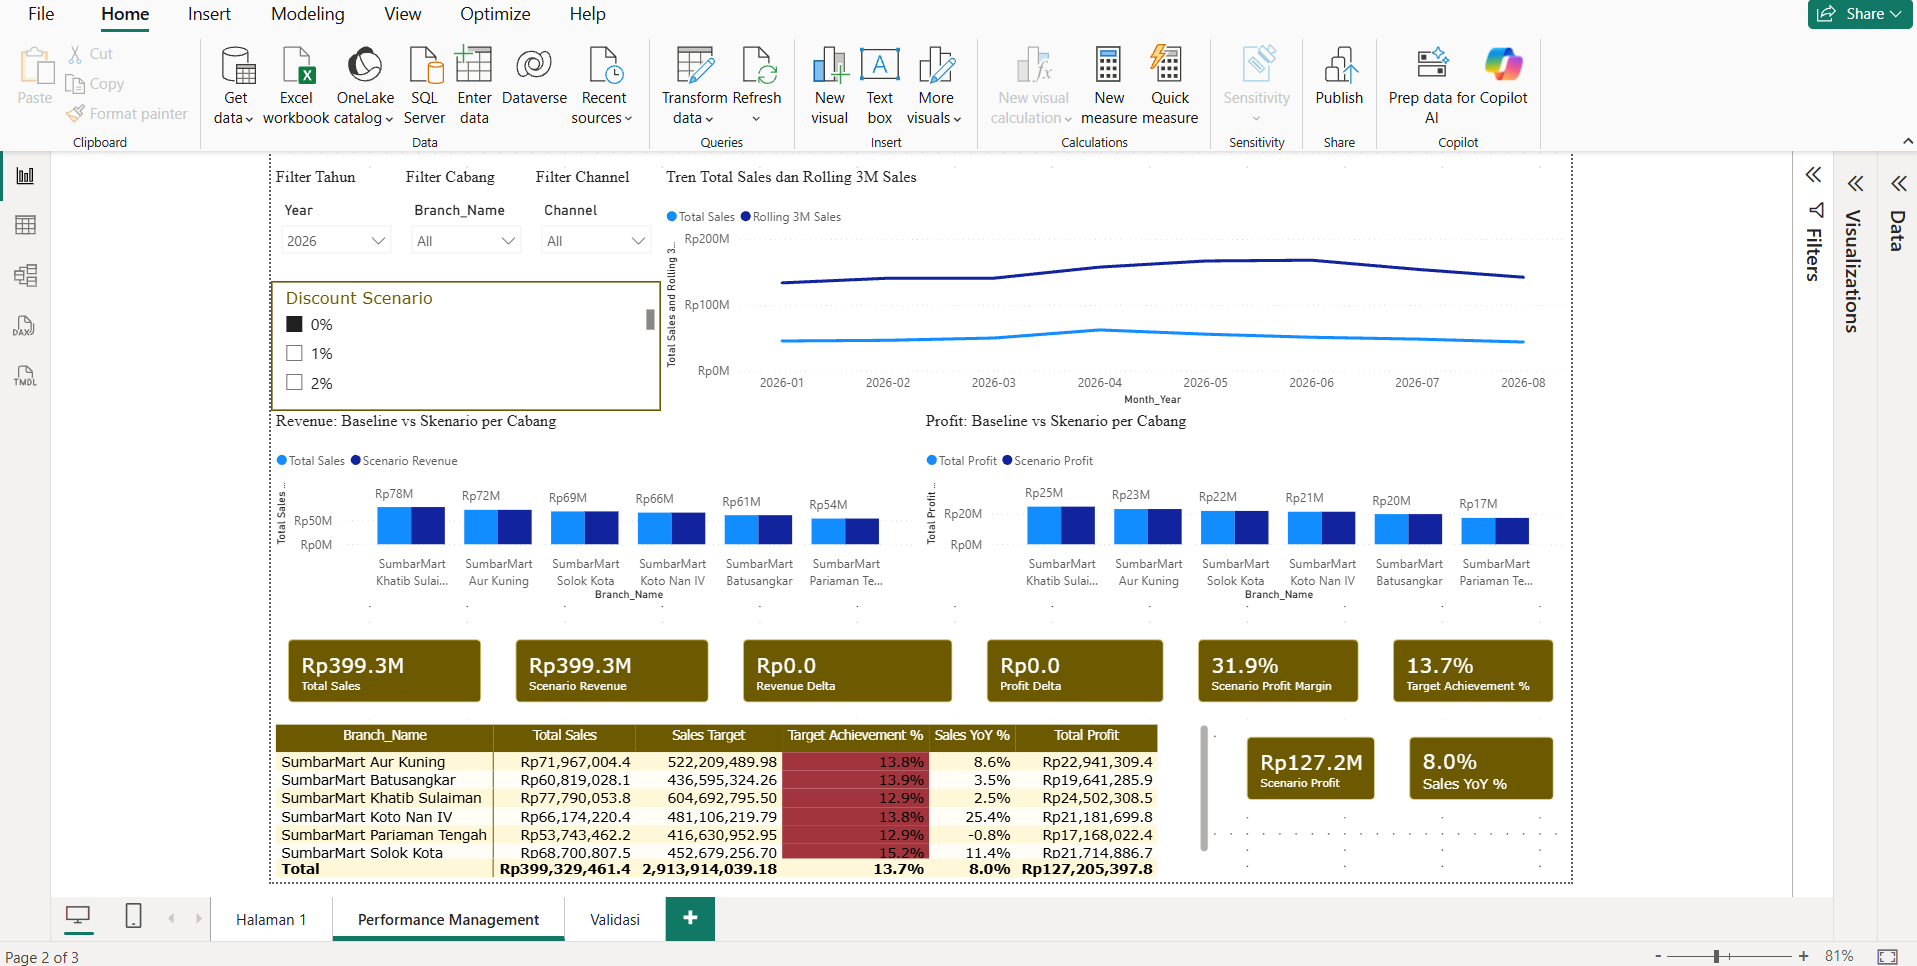 File Home Insert Modeling View Optimize Help
Share
Paste
Cut
Copy
Format painter
Clipboard
Get data
Excel workbook
OneLake catalog
SQL Server
Enter data
Dataverse
Recent sources
Data
Transform data
Refresh
Queries
New visual
Text box
More visuals
Insert
New visual calculation
New measure
Quick measure
Calculations
Sensitivity
Sensitivity
Publish
Share
Prep data for AI
Copilot
Copilot
DAX
TMDL
Filter Tahun
Filter Cabang
Filter Channel
Year
Branch_Name
Channel
2026
All
All
Discount Scenario
0%
1%
2%
Tren Total Sales dan Rolling 3M Sales
Total Sales Rolling 3M Sales
Total Sales and Rolling 3...
Rp200M
Rp100M
Rp0M
2026-01 2026-02 2026-03 2026-04 2026-05 2026-06 2026-07 2026-08
Month_Year
Revenue: Baseline vs Skenario per Cabang
Total Sales Scenario Revenue
Total Sales ...
Rp50M
Rp0M
Rp78M Rp72M Rp69M Rp66M Rp61M Rp54M
SumbarMart SumbarMart SumbarMart SumbarMart SumbarMart SumbarMart
Khatib Sulai... Aur Kuning Solok Kota Koto Nan IV Batusangkar Pariaman Te...
Branch_Name
Profit: Baseline vs Skenario per Cabang
Total Profit Scenario Profit
Total Profit ...
Rp20M
Rp0M
Rp25M Rp23M Rp22M Rp21M Rp20M Rp17M
SumbarMart SumbarMart SumbarMart SumbarMart SumbarMart SumbarMart
Khatib Sulai... Aur Kuning Solok Kota Koto Nan IV Batusangkar Pariaman Te...
Branch_Name
Rp399.3M
Total Sales
Rp399.3M
Scenario Revenue
Rp0.0
Revenue Delta
Rp0.0
Profit Delta
31.9%
Scenario Profit Margin
13.7%
Target Achievement %
Branch_Name Total Sales Sales Target Target Achievement % Sales YoY % Total Profit
SumbarMart Aur Kuning Rp71,967,004.4 522,209,489.98 13.8% 8.6% Rp22,941,309.4
SumbarMart Batusangkar Rp60,819,028.1 436,595,324.26 13.9% 3.5% Rp19,641,285.9
SumbarMart Khatib Sulaiman Rp77,790,053.8 604,692,795.50 12.9% 2.5% Rp24,502,308.5
SumbarMart Koto Nan IV Rp66,174,220.4 481,106,219.79 13.8% 25.4% Rp21,181,699.8
SumbarMart Pariaman Tengah Rp53,743,462.2 416,630,952.95 12.9% -0.8% Rp17,168,022.4
SumbarMart Solok Kota Rp68,700,807.5 452,679,256.70 15.2% 11.4% Rp21,714,886.7
Total Rp399,329,461.4 2,913,914,039.18 13.7% 8.0% Rp127,205,397.8
Rp127.2M
Scenario Profit
8.0%
Sales YoY %
Filters
Visualizations
Data
Halaman 1
Performance Management
Validasi
Page 2 of 3
81%